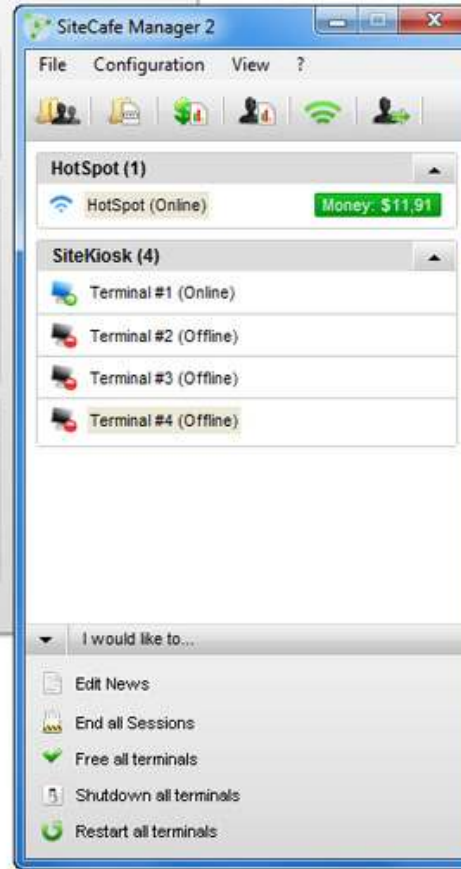 SiteCafe Manager 2
File Configuration View ?
HotSpot (1)
HotSpot (Online) Money: $11,91
SiteKiosk (4)
Terminal #1 (Online)
Terminal #2 (Offline)
Terminal #3 (Offline)
Terminal #4 (Offline)
I would like to...
Edit News
End all Sessions
Free all terminals
Shutdown all terminals
Restart all terminals